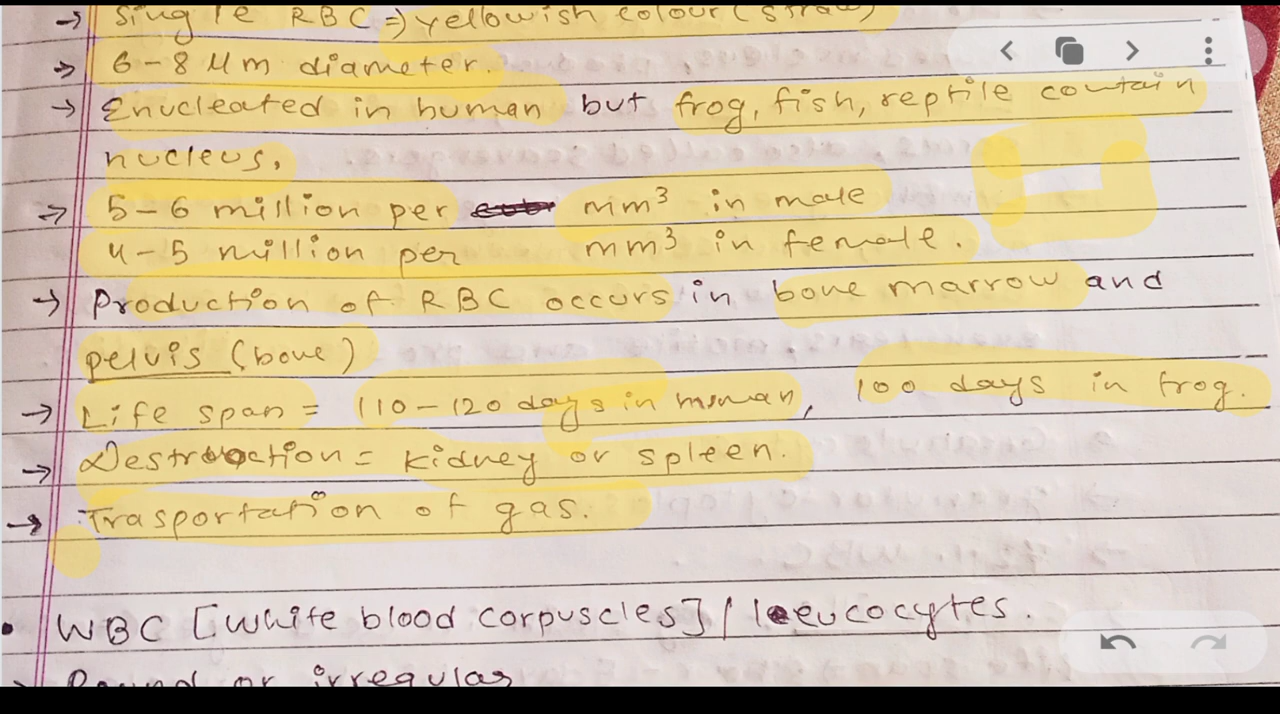 → Single RBC ⇒ yellowish colour (straw)
→ 6-8 μm diameter.
→ Enucleated in human but frog, fish, reptile contain
nucleus.
→ 5-6 million per mm³ in male
4-5 million per mm³ in female.
→ Production of RBC occurs in bone marrow and
pelvis (bone)
→ Life span = 110-120 days in human, 100 days in frog.
→ Destruction = kidney or spleen.
→ Trasportation of gas.
• WBC [White blood corpuscles] / leucocytes.
→ Round or irregular